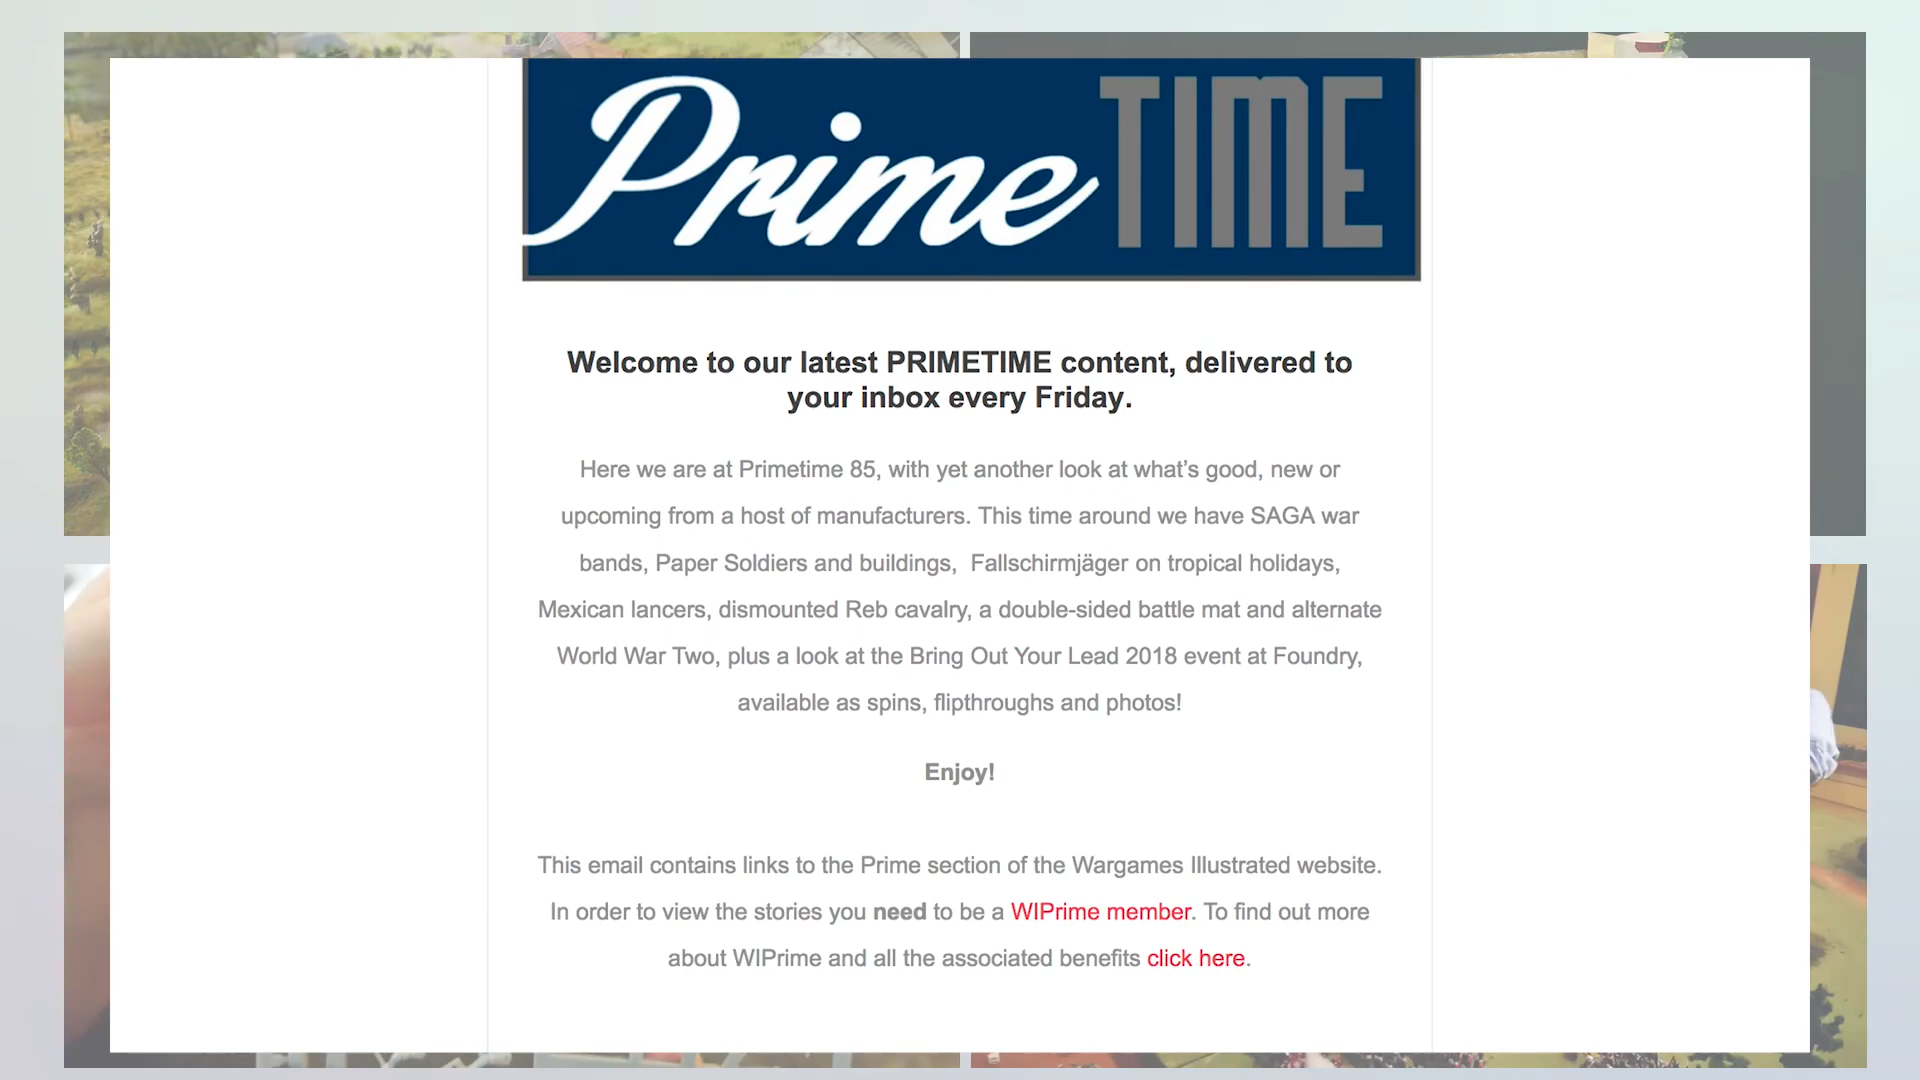 Prime TIME
Welcome to our latest PRIMETIME content, delivered to
your inbox every Friday.
Here we are at Primetime 85, with yet another look at what’s good, new or
upcoming from a host of manufacturers. This time around we have SAGA war
bands, Paper Soldiers and buildings,  Fallschirmjäger on tropical holidays,
Mexican lancers, dismounted Reb cavalry, a double-sided battle mat and alternate
World War Two, plus a look at the Bring Out Your Lead 2018 event at Foundry,
available as spins, flipthroughs and photos!
Enjoy!
This email contains links to the Prime section of the Wargames Illustrated website.
In order to view the stories you need to be a WIPrime member. To find out more
about WIPrime and all the associated benefits click here.